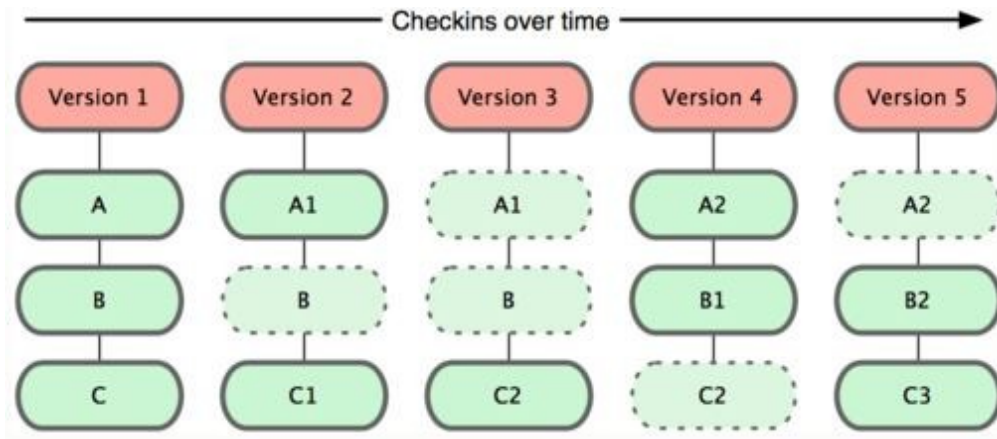 Checkins over time
Version 1 Version 2 Version 3 Version 4 Version 5
A A1 A1 A2 A2
B B B B1 B2
C C1 C2 C2 C3